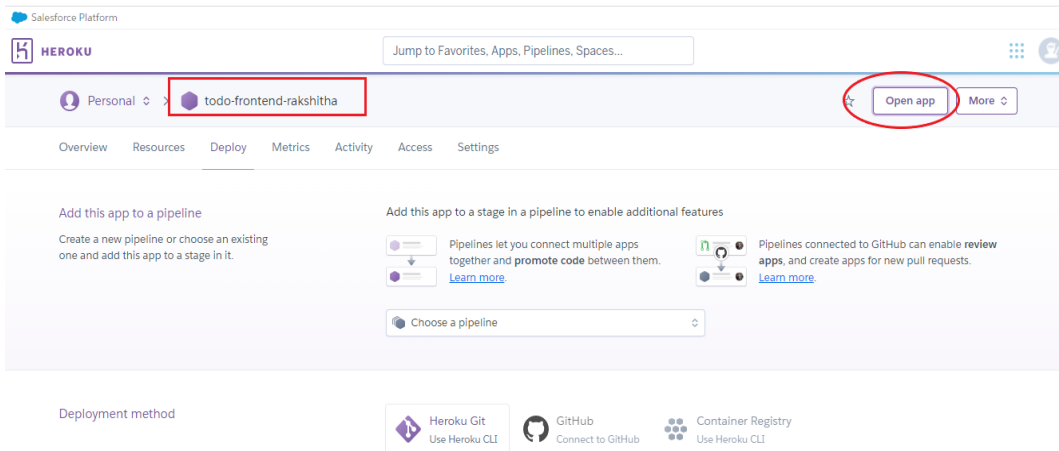 Salesforce Platform
HEROKU
Jump to Favorites, Apps, Pipelines, Spaces...
Personal > todo-frontend-rakshitha
Open app
More
Overview Resources Deploy Metrics Activity Access Settings
Add this app to a pipeline
Create a new pipeline or choose an existing
one and add this app to a stage in it.
Add this app to a stage in a pipeline to enable additional features
Pipelines let you connect multiple apps
together and promote code between them.
Learn more.
Pipelines connected to GitHub can enable review
apps, and create apps for new pull requests.
Learn more.
Choose a pipeline
Deployment method
Heroku Git
Use Heroku CLI
GitHub
Connect to GitHub
Container Registry
Use Heroku CLI